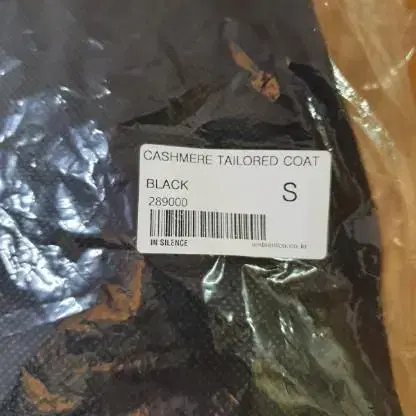 CASHMERE TAILORED COAT
BLACK
S
289000
IN SILENCE